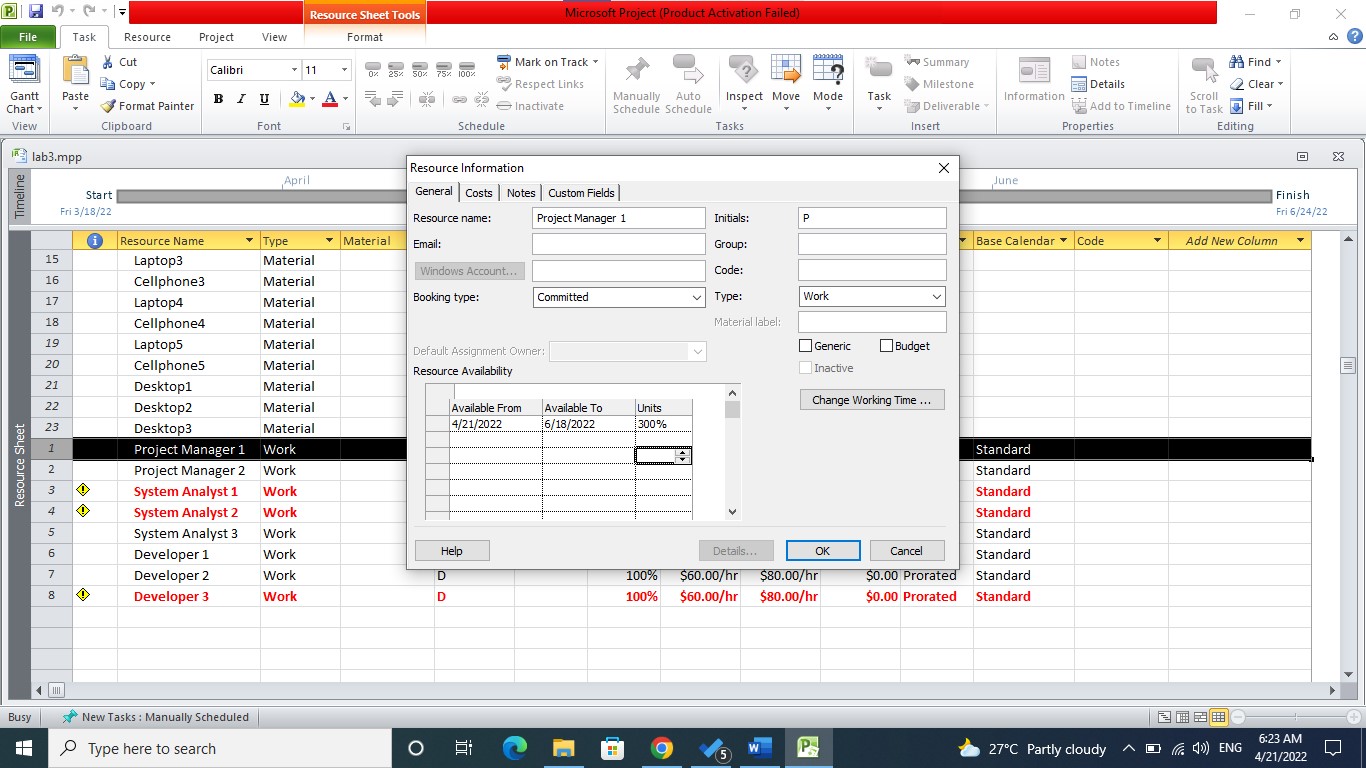 Resource Sheet Tools
Microsoft Project (Product Activation Failed)
File Task Resource Project View Format
Gantt Chart
View
Paste
Cut
Copy
Format Painter
Clipboard
Calibri 11
B I U A
Font
0% 25% 50% 75% 100%
Mark on Track
Respect Links
Inactivate
Schedule
Manually Schedule
Auto Schedule
Inspect
Move
Mode
Tasks
Task
Summary
Milestone
Deliverable
Insert
Information
Notes
Details
Add to Timeline
Properties
Scroll to Task
Find
Clear
Fill
Editing
lab3.mpp
Timeline
Start
Fri 3/18/22
April
June
Finish
Fri 6/24/22
Resource Sheet
Resource Name Type Material Base Calendar Code Add New Column
15 Laptop3 Material
16 Cellphone3 Material
17 Laptop4 Material
18 Cellphone4 Material
19 Laptop5 Material
20 Cellphone5 Material
21 Desktop1 Material
22 Desktop2 Material
23 Desktop3 Material
1 Project Manager 1 Work Standard
2 Project Manager 2 Work Standard
3 System Analyst 1 Work Standard
4 System Analyst 2 Work Standard
5 System Analyst 3 Work Standard
6 Developer 1 Work Standard
7 Developer 2 Work D 100% $60.00/hr $80.00/hr $0.00 Prorated Standard
8 Developer 3 Work D 100% $60.00/hr $80.00/hr $0.00 Prorated Standard
Resource Information
General Costs Notes Custom Fields
Resource name: Project Manager 1 Initials: P
Email: Group:
Windows Account... Code:
Booking type: Committed Type: Work
Material label:
Default Assignment Owner: Generic Budget
Inactive
Resource Availability
Change Working Time ...
Available From Available To Units
4/21/2022 6/18/2022 300%
Help Details... OK Cancel
Busy New Tasks : Manually Scheduled
Type here to search
5
27°C Partly cloudy
ENG
6:23 AM
4/21/2022